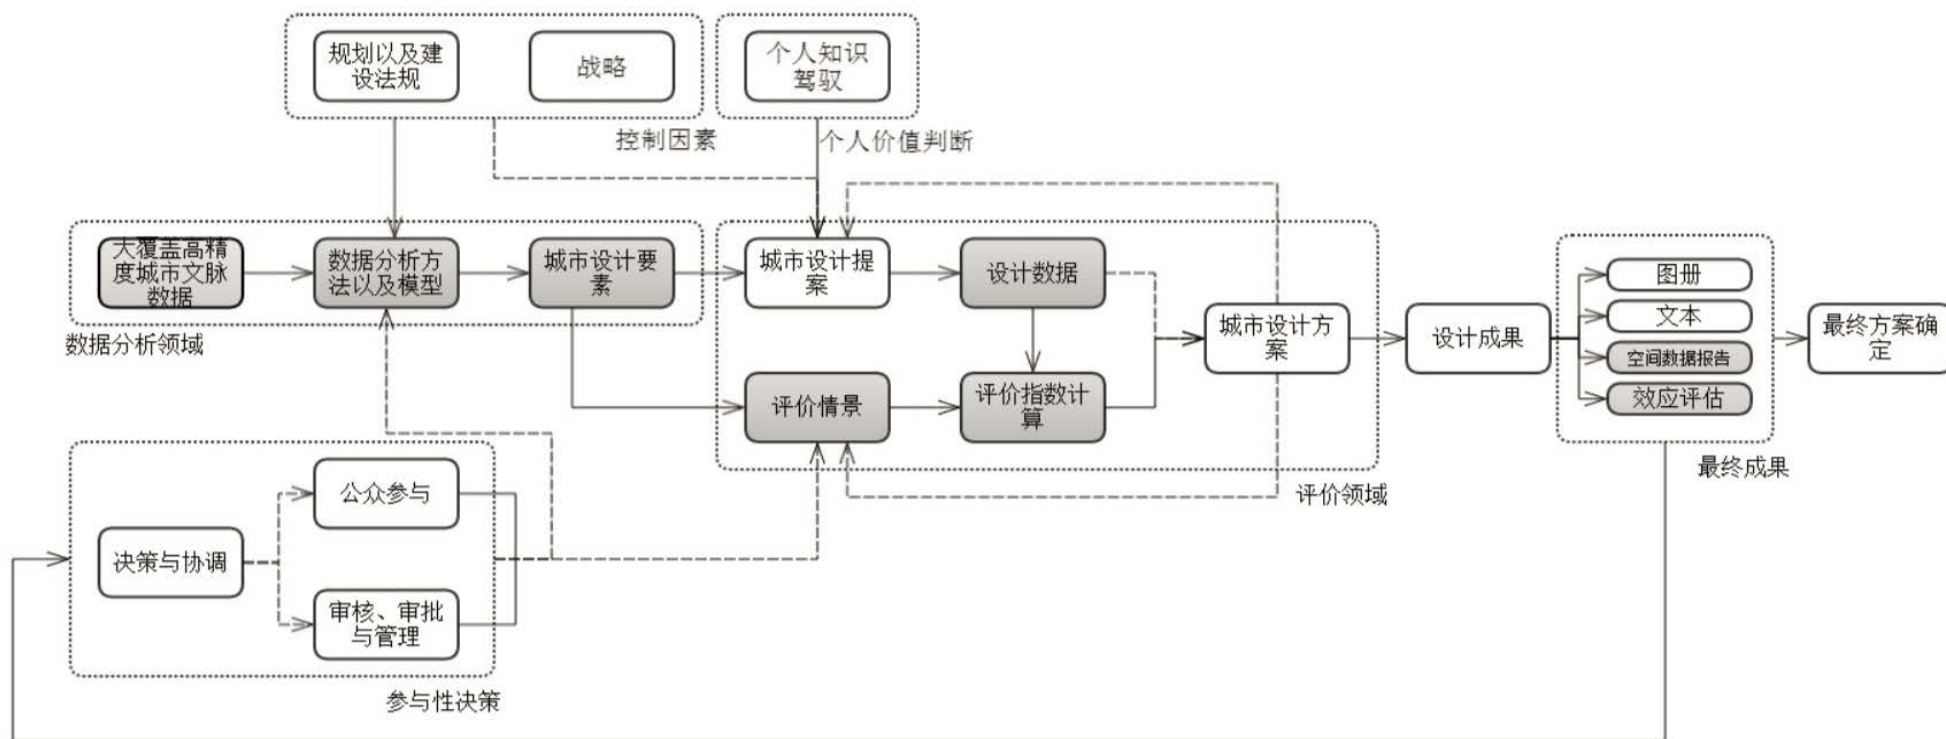 规划以及建
设法规
战略
个人知识
驾驭
控制因素
个人价值判断
大覆盖高精
度城市文脉
数据
数据分析方
法以及模型
城市设计要
素
数据分析领域
城市设计提
案
设计数据
评价情景
评价指数计
算
城市设计方
案
评价领域
设计成果
图册
文本
空间数据报告
效应评估
最终成果
最终方案确
定
决策与协调
公众参与
审核、审批
与管理
参与性决策